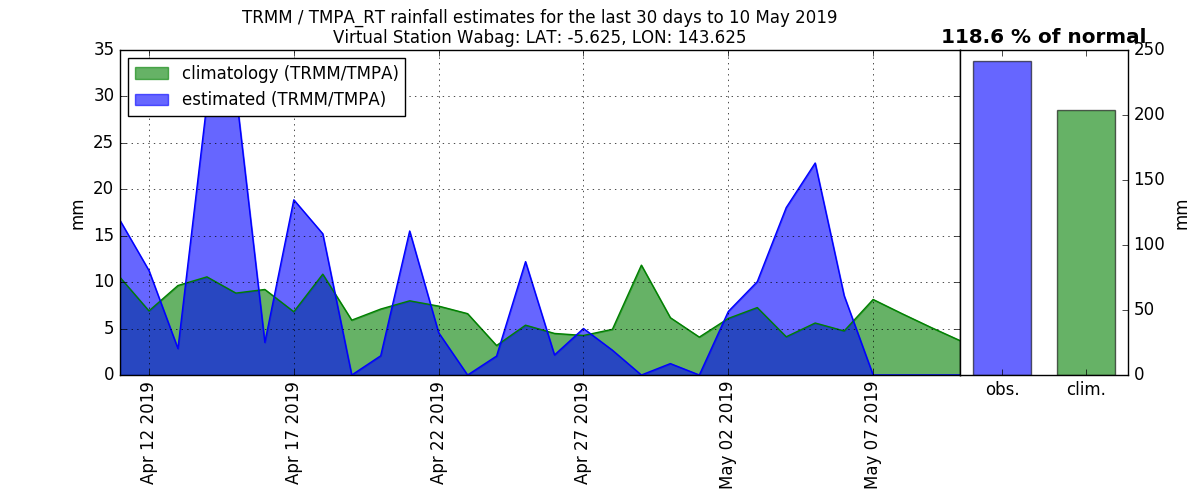 TRMM / TMPA_RT rainfall estimates for the last 30 days to 10 May 2019
Virtual Station Wabag: LAT: -5.625, LON: 143.625
118.6 % of normal
climatology (TRMM/TMPA)
estimated (TRMM/TMPA)
35
30
25
20
15
10
5
0
mm
Apr 12 2019
Apr 17 2019
Apr 22 2019
Apr 27 2019
May 02 2019
May 07 2019
250
200
150
100
50
0
mm
obs.
clim.